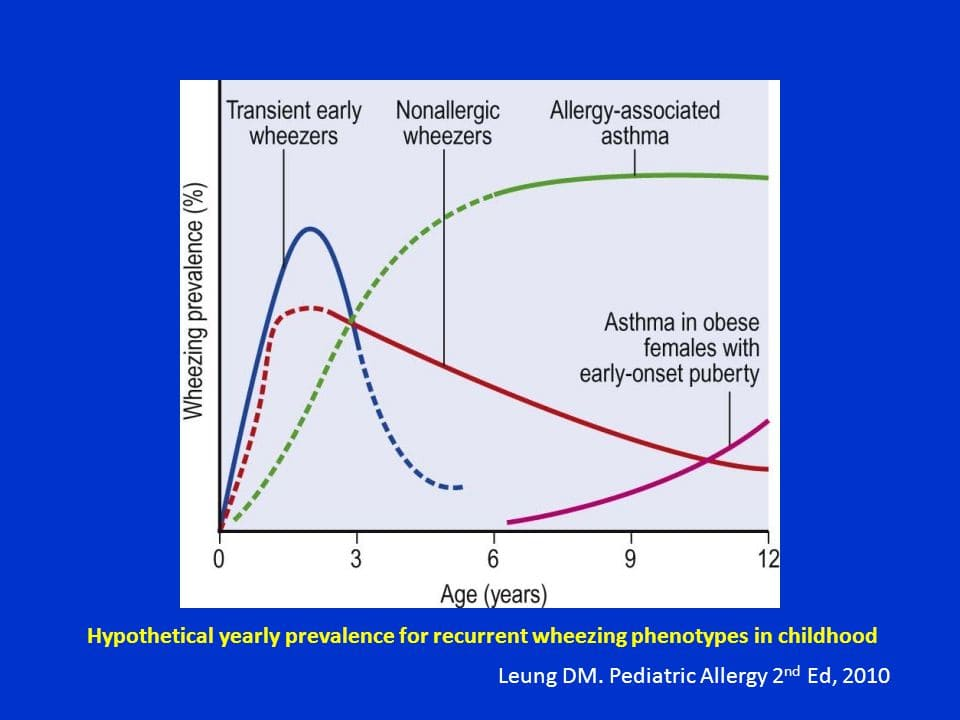 Transient early
wheezers
Nonallergic
wheezers
Allergy-associated
asthma
Wheezing prevalence (%)
Asthma in obese
females with
early-onset puberty
0 3 6 9 12
Age (years)
Hypothetical yearly prevalence for recurrent wheezing phenotypes in childhood
Leung DM. Pediatric Allergy 2nd Ed, 2010